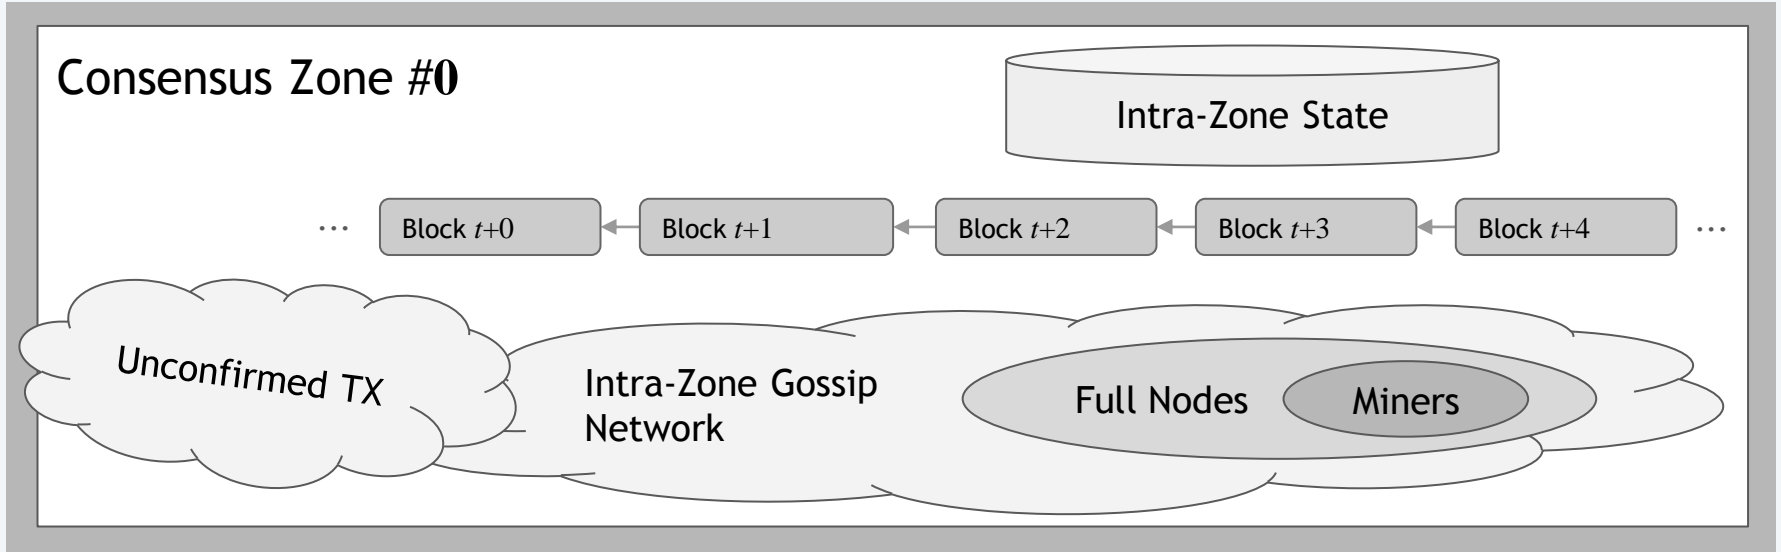 Consensus Zone #0
Intra-Zone State
... Block t+0 Block t+1 Block t+2 Block t+3 Block t+4 ...
Unconfirmed TX
Intra-Zone Gossip
Network
Full Nodes
Miners